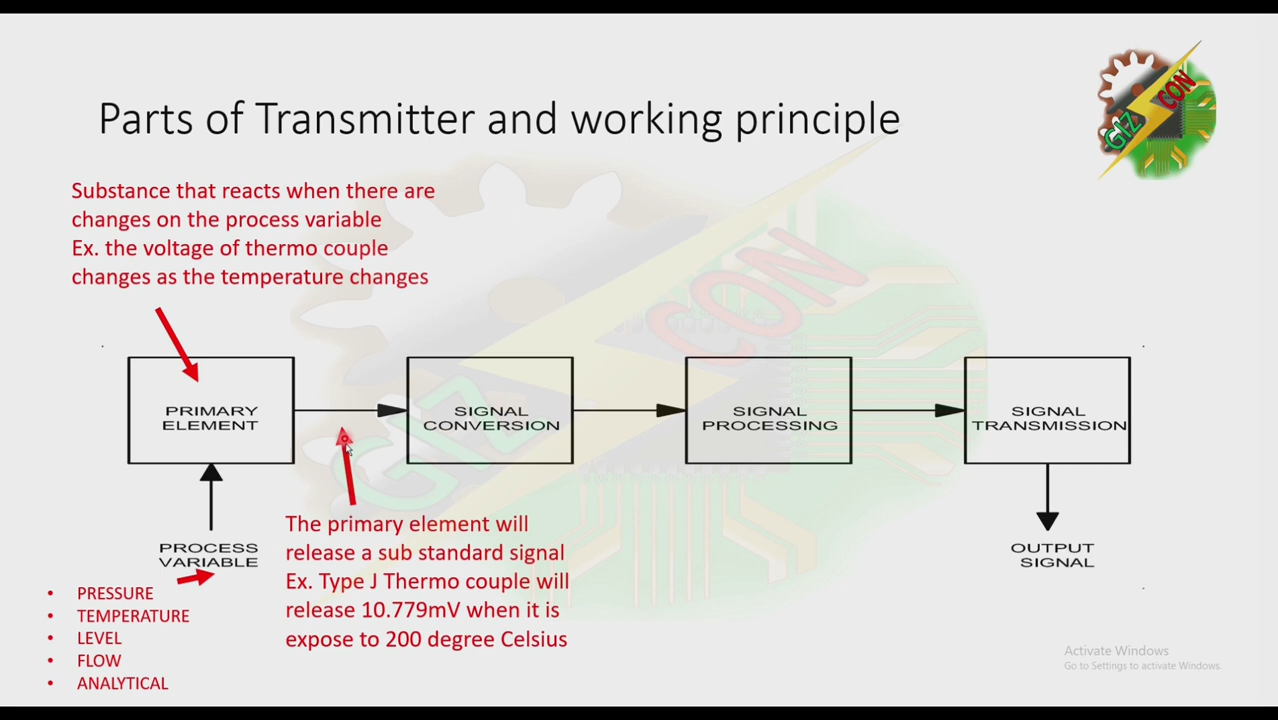 Parts of Transmitter and working principle
GIZ
CON
Substance that reacts when there are
changes on the process variable
Ex. the voltage of thermo couple
changes as the temperature changes
GIZ
CON
PRIMARY
ELEMENT
SIGNAL
CONVERSION
SIGNAL
PROCESSING
SIGNAL
TRANSMISSION
PROCESS
VARIABLE
OUTPUT
SIGNAL
The primary element will
release a sub standard signal
Ex. Type J Thermo couple will
release 10.779mV when it is
expose to 200 degree Celsius
• PRESSURE
• TEMPERATURE
• LEVEL
• FLOW
• ANALYTICAL
Activate Windows
Go to Settings to activate Windows.